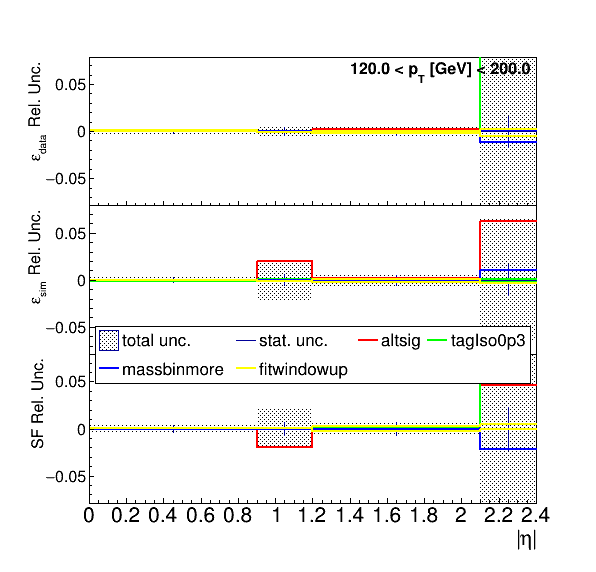 120.0 < p_T [GeV] < 200.0
ε_data Rel. Unc.
0.05
0
−0.05
ε_sim Rel. Unc.
0.05
0
−0.05
total unc. stat. unc. altsig tagIso0p3
massbinmore fitwindowup
SF Rel. Unc.
0.05
0
−0.05
0 0.2 0.4 0.6 0.8 1 1.2 1.4 1.6 1.8 2 2.2 2.4
|η|